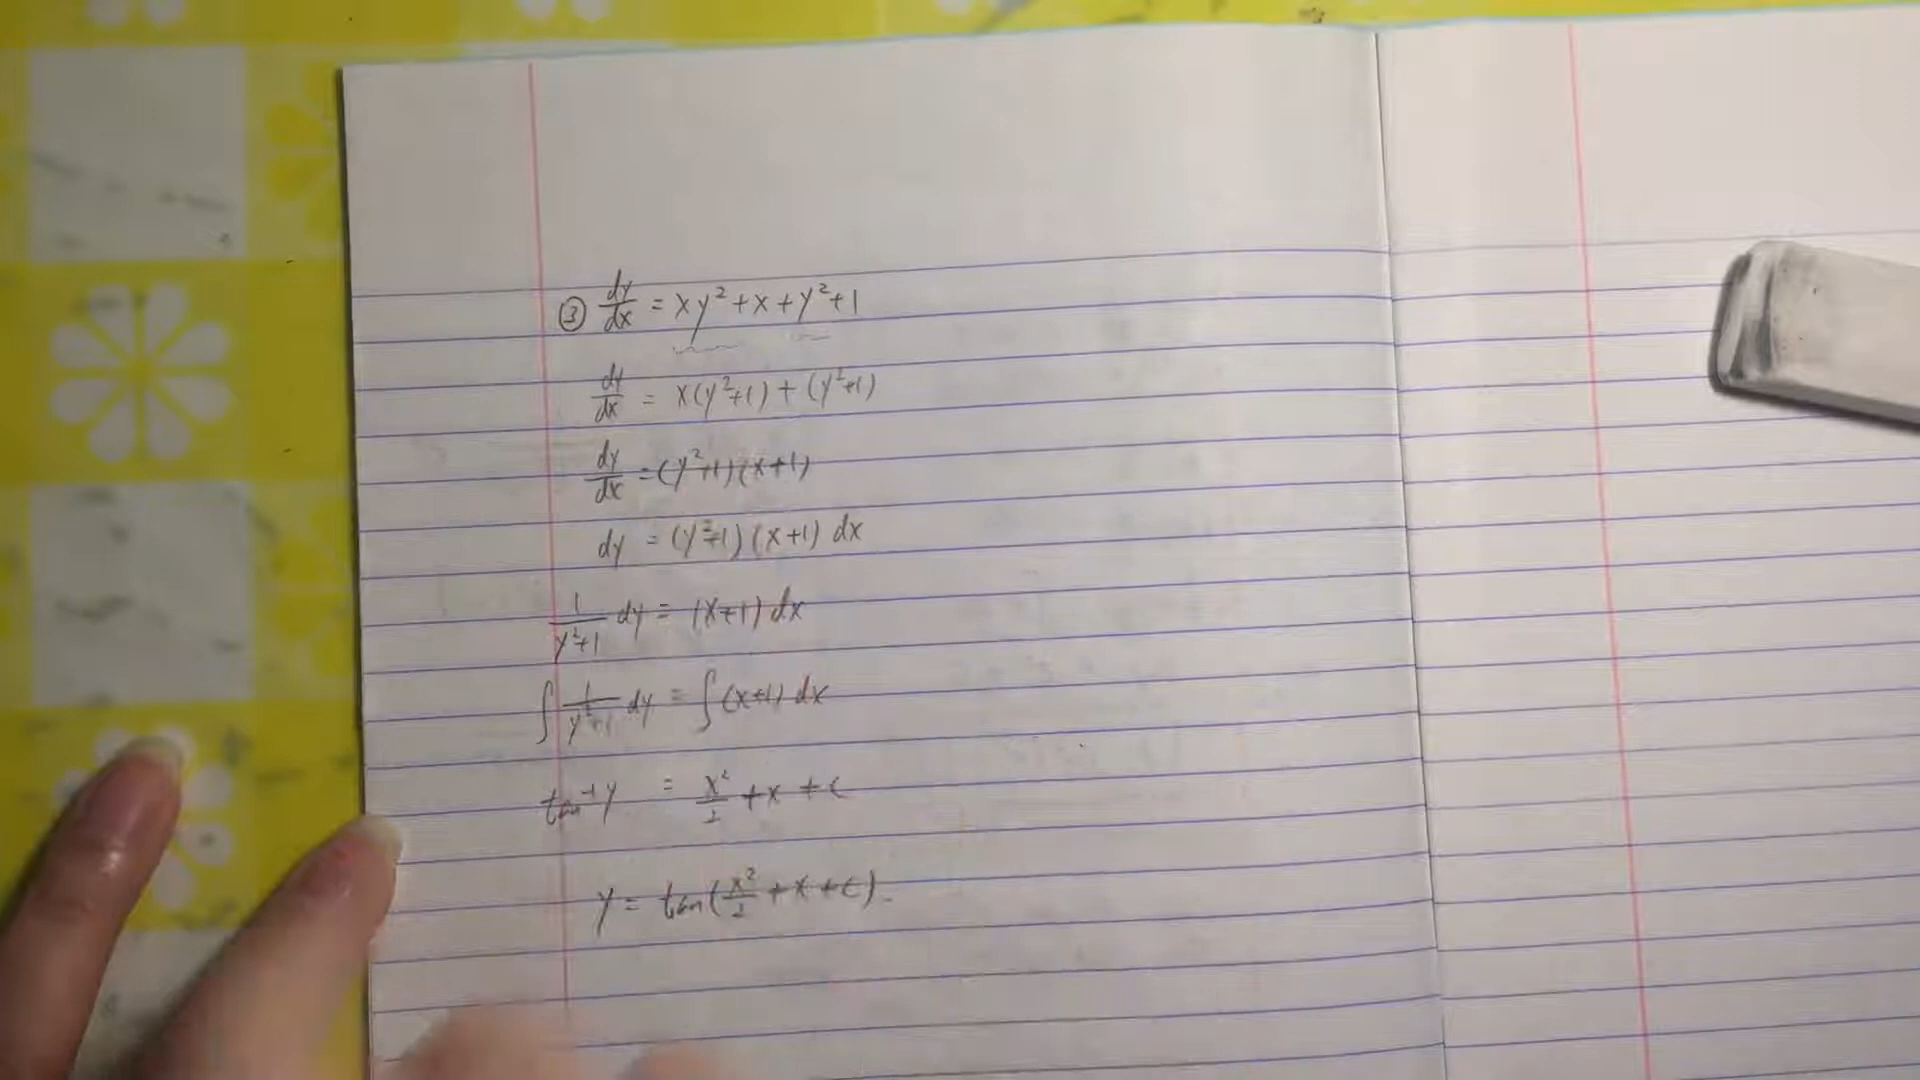 ③ dy/dx = xy² + x + y² + 1
dy/dx = x(y²+1) + (y²+1)
dy/dx = (y²+1)(x+1)
dy = (y²+1)(x+1) dx
1/(y²+1) dy = (x+1) dx
∫ 1/(y²+1) dy = ∫ (x+1) dx
tan⁻¹ y = x²/2 + x + c
y = tan(x²/2 + x + c).